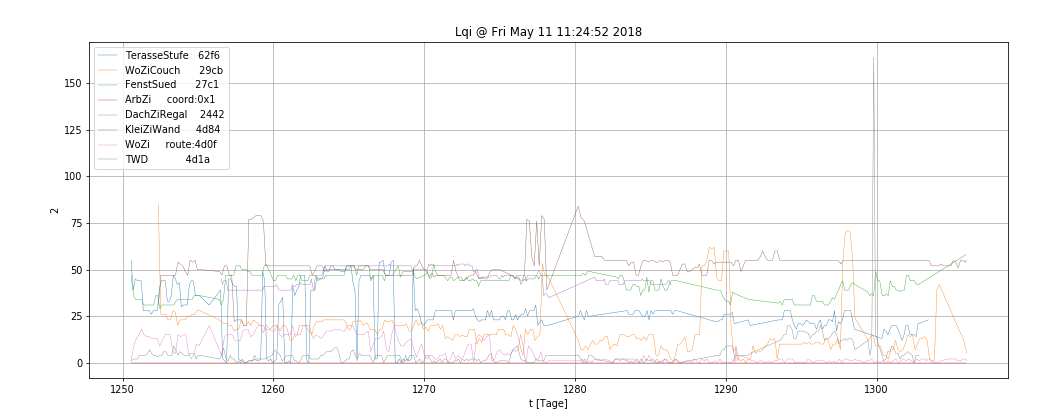 Lqi @ Fri May 11 11:24:52 2018
TerasseStufe 62f6
WoZiCouch 29cb
FenstSued 27c1
ArbZi coord:0x1
DachZiRegal 2442
KleiZiWand 4d84
WoZi route:4d0f
TWD 4d1a
150
125
100
75
50
25
0
2
1250 1260 1270 1280 1290 1300
t [Tage]